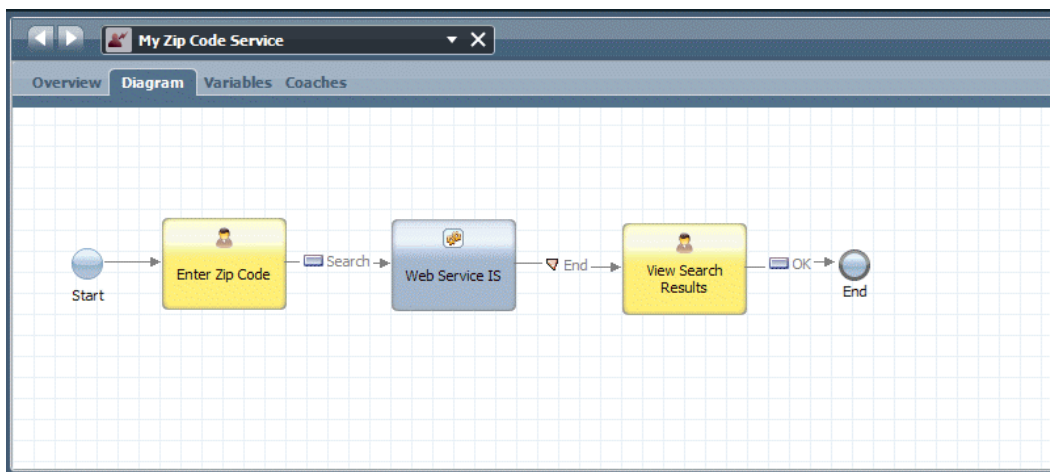 My Zip Code Service
Overview Diagram Variables Coaches
Start
Enter Zip Code
Search
Web Service IS
End
View Search
Results
OK
End